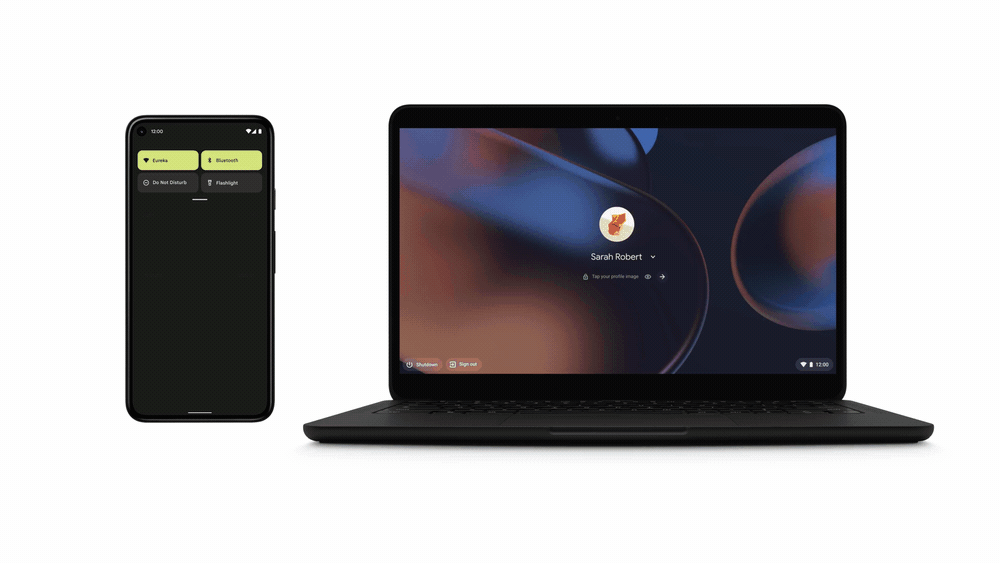 12:00
Eureka
Bluetooth
Do Not Disturb
Flashlight
Sarah Robert
Tap your profile image
Shutdown
Sign out
12:00